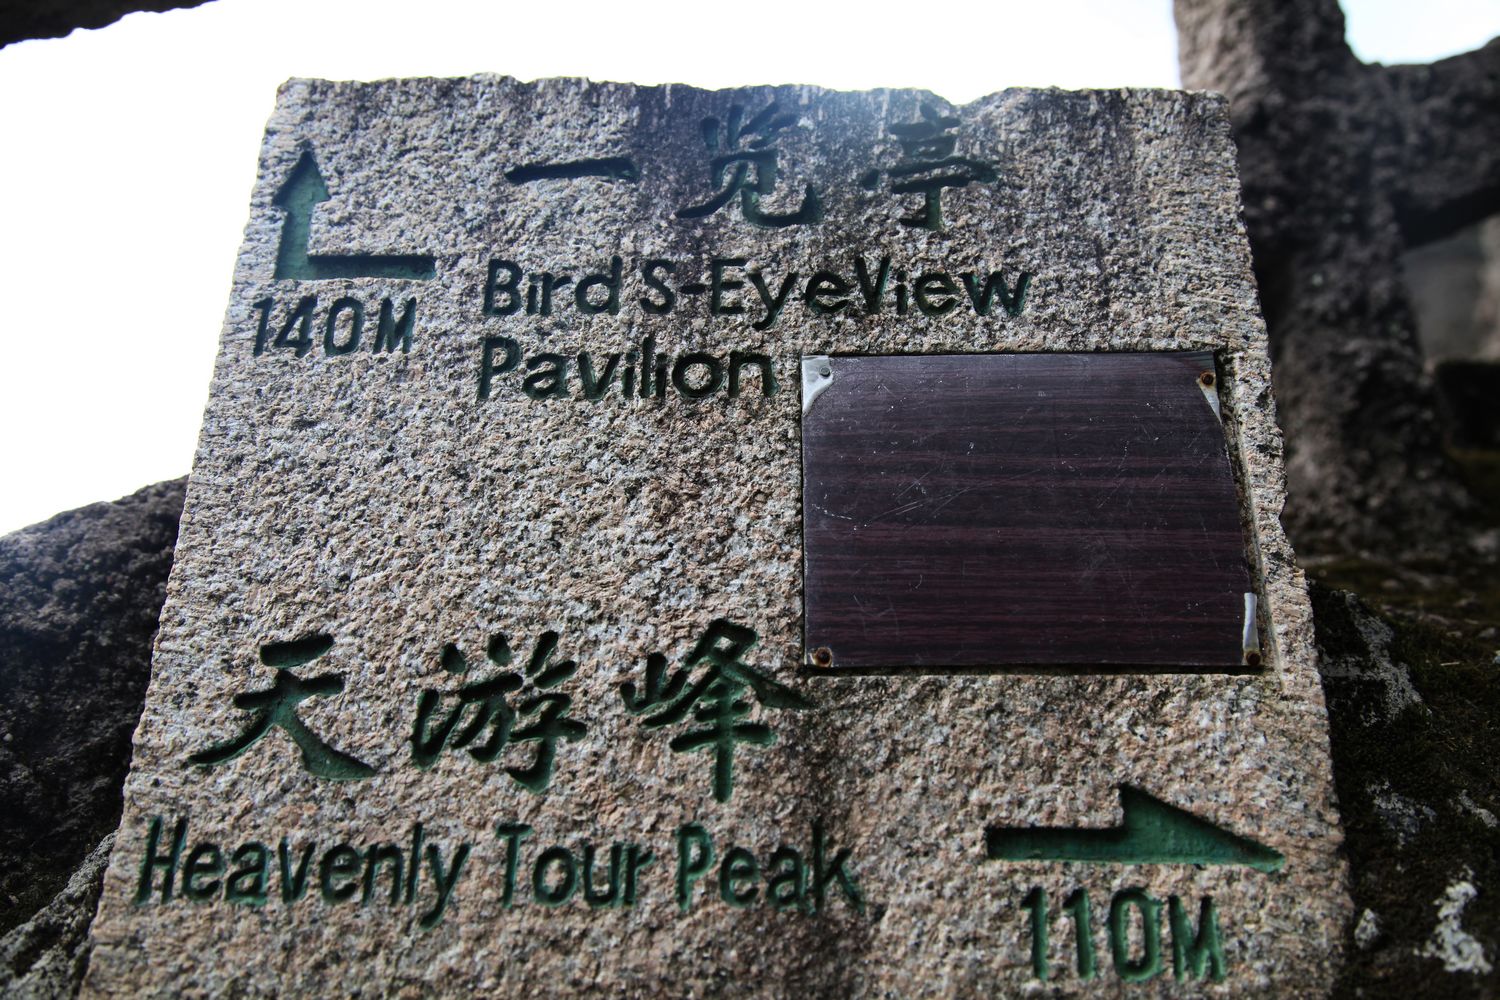 一览亭
140M
Bird S-EyeView
Pavilion
天游峰
Heavenly Tour Peak
110M